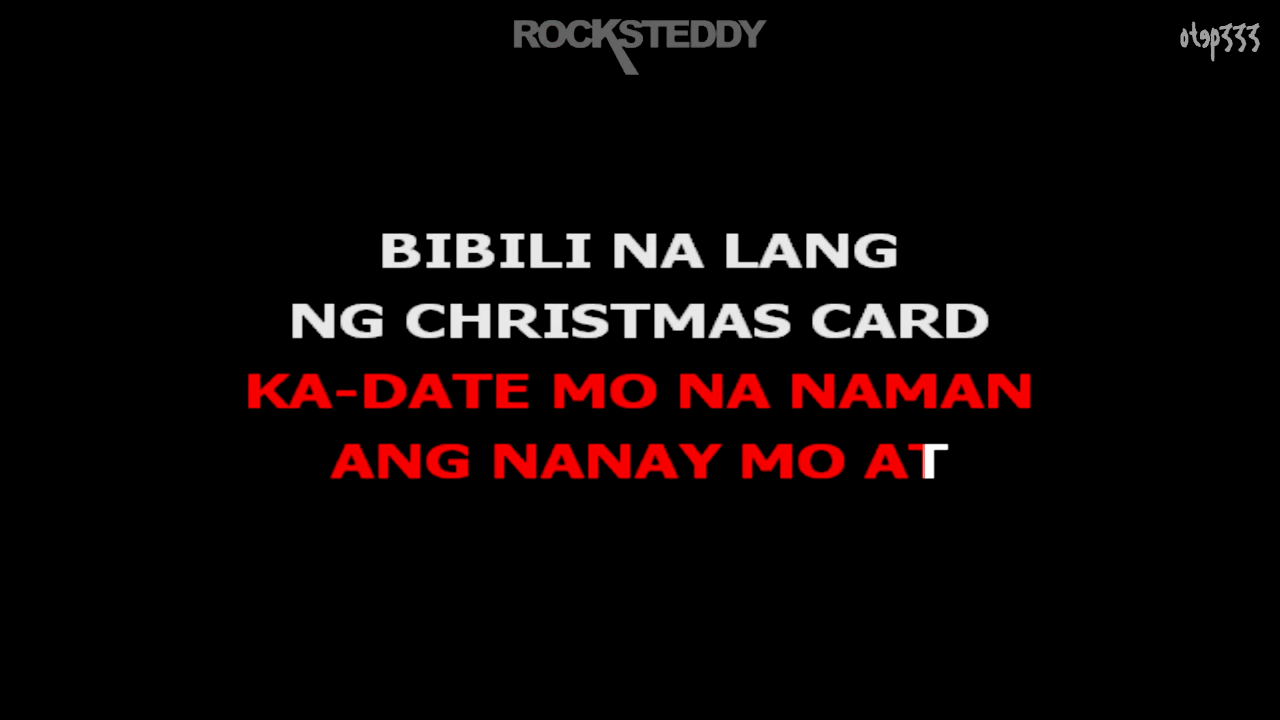 ROCKSTEDDY
otep333
BIBILI NA LANG
NG CHRISTMAS CARD
KA-DATE MO NA NAMAN
ANG NANAY MO AT